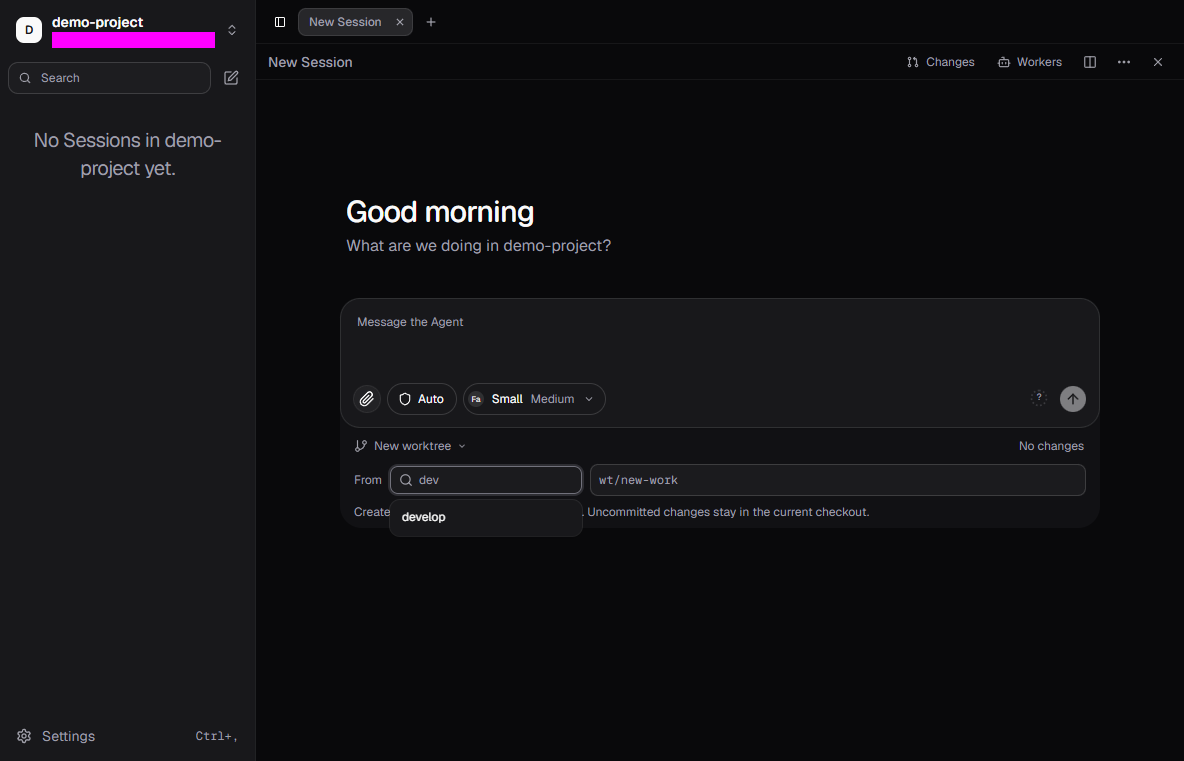 D
demo-project
Search
No Sessions in demo-
project yet.
Settings
Ctrl+,
New Session
New Session
Changes
Workers
Good morning
What are we doing in demo-project?
Message the Agent
Auto
Fa
Small
Medium
?
New worktree
No changes
From
dev
wt/new-work
develop
Create
. Uncommitted changes stay in the current checkout.